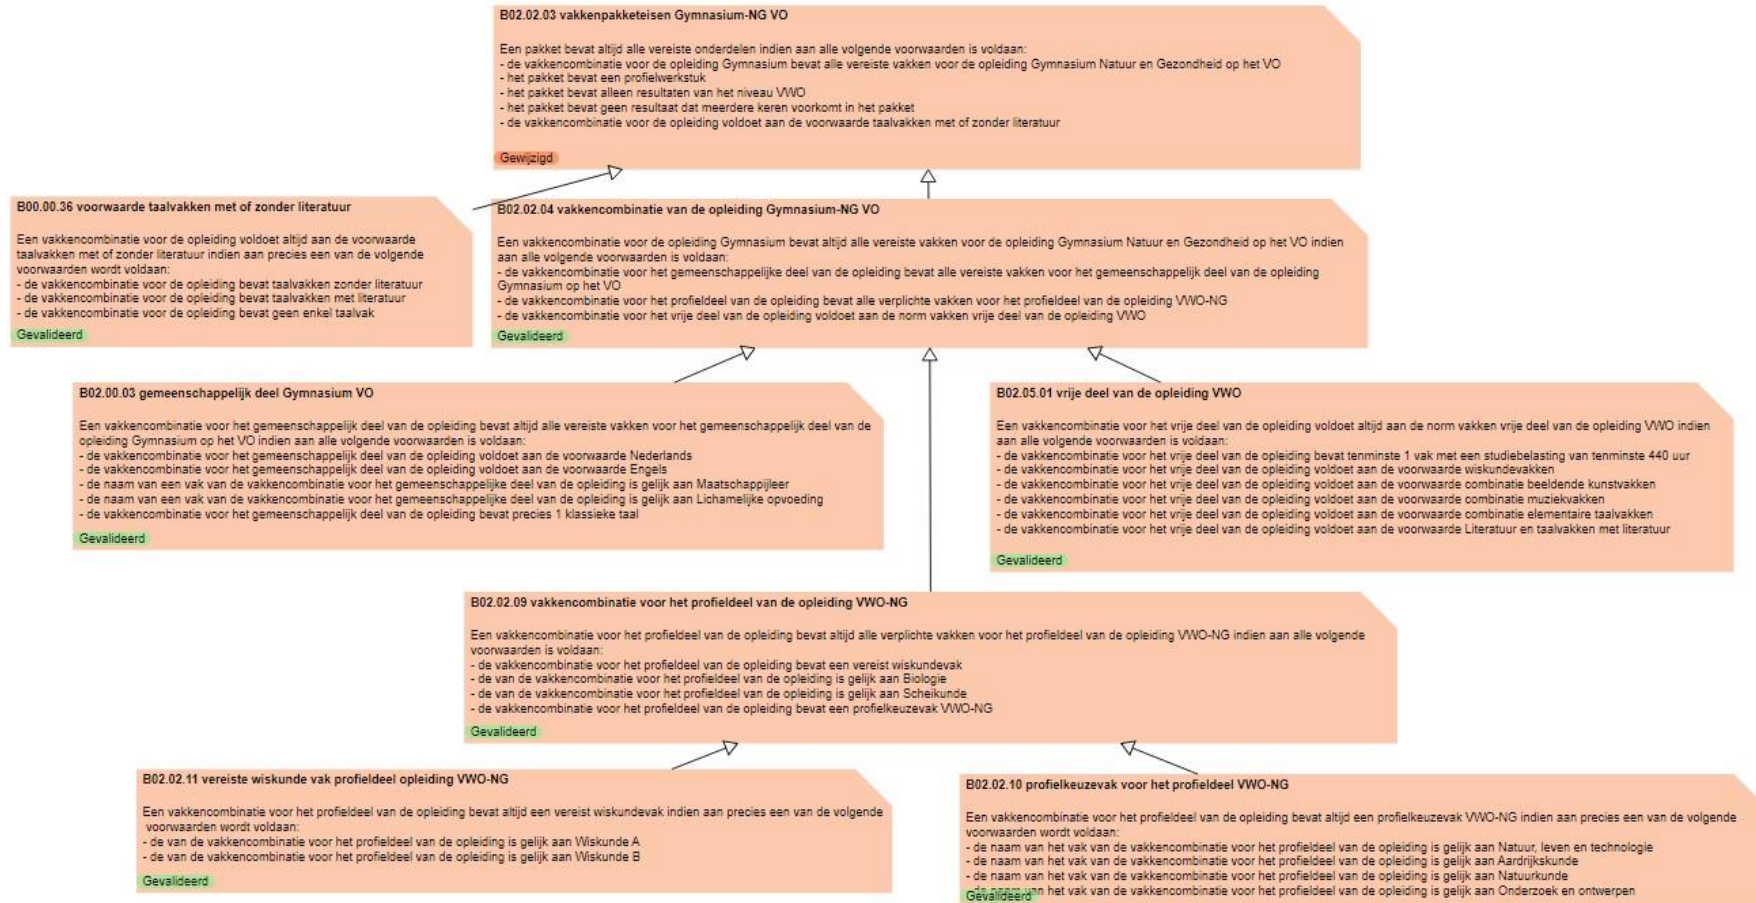 B02.02.03 vakkenpakketeisen Gymnasium-NG VO
Een pakket bevat altijd alle vereiste onderdelen indien aan alle volgende voorwaarden is voldaan:
- de vakkencombinatie voor de opleiding Gymnasium bevat alle vereiste vakken voor de opleiding Gymnasium Natuur en Gezondheid op het VO
- het pakket bevat een profielwerkstuk
- het pakket bevat alleen resultaten van het niveau VWO
- het pakket bevat geen resultaat dat meerdere keren voorkomt in het pakket
- de vakkencombinatie voor de opleiding voldoet aan de voorwaarde taalvakken met of zonder literatuur
Gewijzigd
B00.00.36 voorwaarde taalvakken met of zonder literatuur
Een vakkencombinatie voor de opleiding voldoet altijd aan de voorwaarde
taalvakken met of zonder literatuur indien aan precies een van de volgende
voorwaarden wordt voldaan:
- de vakkencombinatie voor de opleiding bevat taalvakken zonder literatuur
- de vakkencombinatie voor de opleiding bevat taalvakken met literatuur
- de vakkencombinatie voor de opleiding bevat geen enkel taalvak
Gevalideerd
B02.02.04 vakkencombinatie van de opleiding Gymnasium-NG VO
Een vakkencombinatie voor de opleiding Gymnasium bevat altijd alle vereiste vakken voor de opleiding Gymnasium Natuur en Gezondheid op het VO indien
aan alle volgende voorwaarden is voldaan:
- de vakkencombinatie voor het gemeenschappelijke deel van de opleiding bevat alle vereiste vakken voor het gemeenschappelijk deel van de opleiding
Gymnasium op het VO
- de vakkencombinatie voor het profieldeel van de opleiding bevat alle verplichte vakken voor het profieldeel van de opleiding VWO-NG
- de vakkencombinatie voor het vrije deel van de opleiding voldoet aan de norm vakken vrije deel van de opleiding VWO
Gevalideerd
B02.00.03 gemeenschappelijk deel Gymnasium VO
Een vakkencombinatie voor het gemeenschappelijk deel van de opleiding bevat altijd alle vereiste vakken voor het gemeenschappelijk deel van de
opleiding Gymnasium op het VO indien aan alle volgende voorwaarden is voldaan:
- de vakkencombinatie voor het gemeenschappelijk deel van de opleiding voldoet aan de voorwaarde Nederlands
- de vakkencombinatie voor het gemeenschappelijk deel van de opleiding voldoet aan de voorwaarde Engels
- de naam van een vak van de vakkencombinatie voor het gemeenschappelijke deel van de opleiding is gelijk aan Maatschappijleer
- de naam van een vak van de vakkencombinatie voor het gemeenschappelijk deel van de opleiding is gelijk aan Lichamelijke opvoeding
- de vakkencombinatie voor het gemeenschappelijk deel van de opleiding bevat precies 1 klassieke taal
Gevalideerd
B02.05.01 vrije deel van de opleiding VWO
Een vakkencombinatie voor het vrije deel van de opleiding voldoet altijd aan de norm vakken vrije deel van de opleiding VWO indien
aan alle volgende voorwaarden is voldaan:
- de vakkencombinatie voor het vrije deel van de opleiding bevat tenminste 1 vak met een studiebelasting van tenminste 440 uur
- de vakkencombinatie voor het vrije deel van de opleiding voldoet aan de voorwaarde wiskundevakken
- de vakkencombinatie voor het vrije deel van de opleiding voldoet aan de voorwaarde combinatie beeldende kunstvakken
- de vakkencombinatie voor het vrije deel van de opleiding voldoet aan de voorwaarde combinatie muziekvakken
- de vakkencombinatie voor het vrije deel van de opleiding voldoet aan de voorwaarde combinatie elementaire taalvakken
- de vakkencombinatie voor het vrije deel van de opleiding voldoet aan de voorwaarde Literatuur en taalvakken met literatuur
Gevalideerd
B02.02.09 vakkencombinatie voor het profieldeel van de opleiding VWO-NG
Een vakkencombinatie voor het profieldeel van de opleiding bevat altijd alle verplichte vakken voor het profieldeel van de opleiding VWO-NG indien aan alle volgende
voorwaarden is voldaan:
- de vakkencombinatie voor het profieldeel van de opleiding bevat een vereist wiskundevak
- de van de vakkencombinatie voor het profieldeel van de opleiding is gelijk aan Biologie
- de van de vakkencombinatie voor het profieldeel van de opleiding is gelijk aan Scheikunde
- de vakkencombinatie voor het profieldeel van de opleiding bevat een profielkeuzevak VWO-NG
Gevalideerd
B02.02.11 vereiste wiskunde vak profieldeel opleiding VWO-NG
Een vakkencombinatie voor het profieldeel van de opleiding bevat altijd een vereist wiskundevak indien aan precies een van de volgende
voorwaarden wordt voldaan:
- de van de vakkencombinatie voor het profieldeel van de opleiding is gelijk aan Wiskunde A
- de van de vakkencombinatie voor het profieldeel van de opleiding is gelijk aan Wiskunde B
Gevalideerd
B02.02.10 profielkeuzevak voor het profieldeel VWO-NG
Een vakkencombinatie voor het profieldeel van de opleiding bevat altijd een profielkeuzevak VWO-NG indien aan precies een van de volgende
voorwaarden wordt voldaan:
- de naam van het vak van de vakkencombinatie voor het profieldeel van de opleiding is gelijk aan Natuur, leven en technologie
- de naam van het vak van de vakkencombinatie voor het profieldeel van de opleiding is gelijk aan Aardrijkskunde
- de naam van het vak van de vakkencombinatie voor het profieldeel van de opleiding is gelijk aan Natuurkunde
- de naam van het vak van de vakkencombinatie voor het profieldeel van de opleiding is gelijk aan Onderzoek en ontwerpen
Gevalideerd